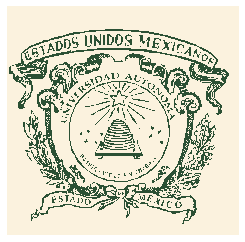 ESTADOS UNIDOS MEXICANOS
UNIVERSIDAD AUTONOMA
ESTADO MEXICO